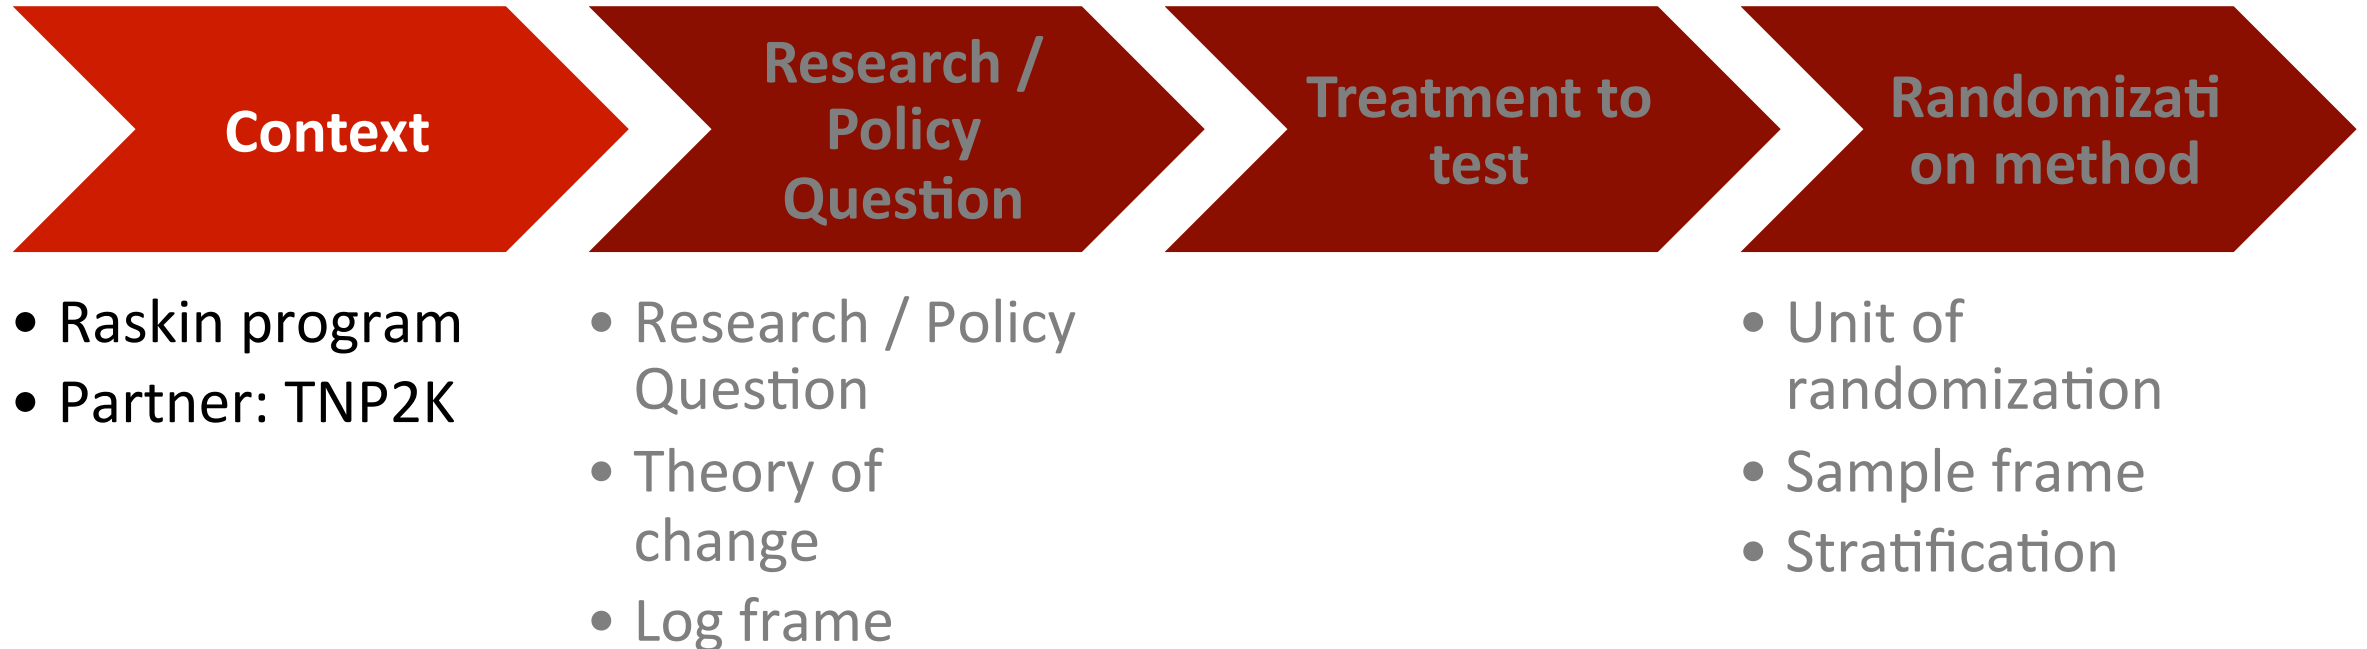 Context
Research /
Policy
Question
Treatment to
test
Randomizati
on method
• Raskin program
• Partner: TNP2K
• Research / Policy
Question
• Theory of
change
• Log frame
• Unit of
randomization
• Sample frame
• Stratification